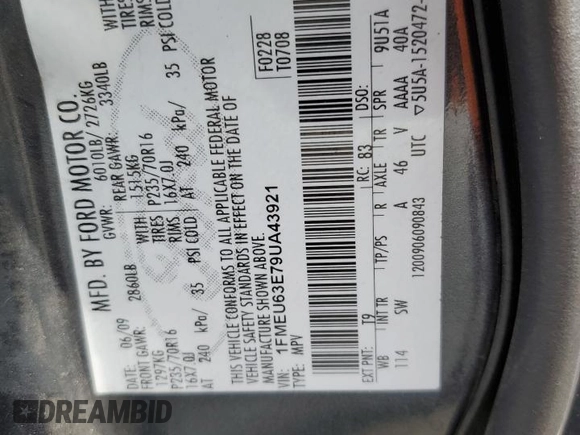 MFD. BY FORD MOTOR CO.
DATE: 06/09 GVWR: 6010LB/ 2726KG
FRONT GAWR: 2860LB REAR GAWR: 3340LB
1297KG WITH 1515KG WITH
P235/70R16 TIRES P235/70R16 TIRES
16X7.0J RIMS 16X7.0J RIMS
AT 240 kPa/ 35 PSI COLD AT 240 kPa/ 35 PSI COLD
THIS VEHICLE CONFORMS TO ALL APPLICABLE FEDERAL MOTOR
VEHICLE SAFETY STANDARDS IN EFFECT ON THE DATE OF
MANUFACTURE SHOWN ABOVE.
VIN: 1FMEU63E79UA43921
TYPE: MPV
F0228
T0708
EXT PNT: T9 RC: 83 DSO:
WB INT TR TP/PS R AXLE TR SPR 9U51A
114 SW A 46 V AAAA 40A
1200906090843 UTC ▽5U5A-1520472-
DREAMBID